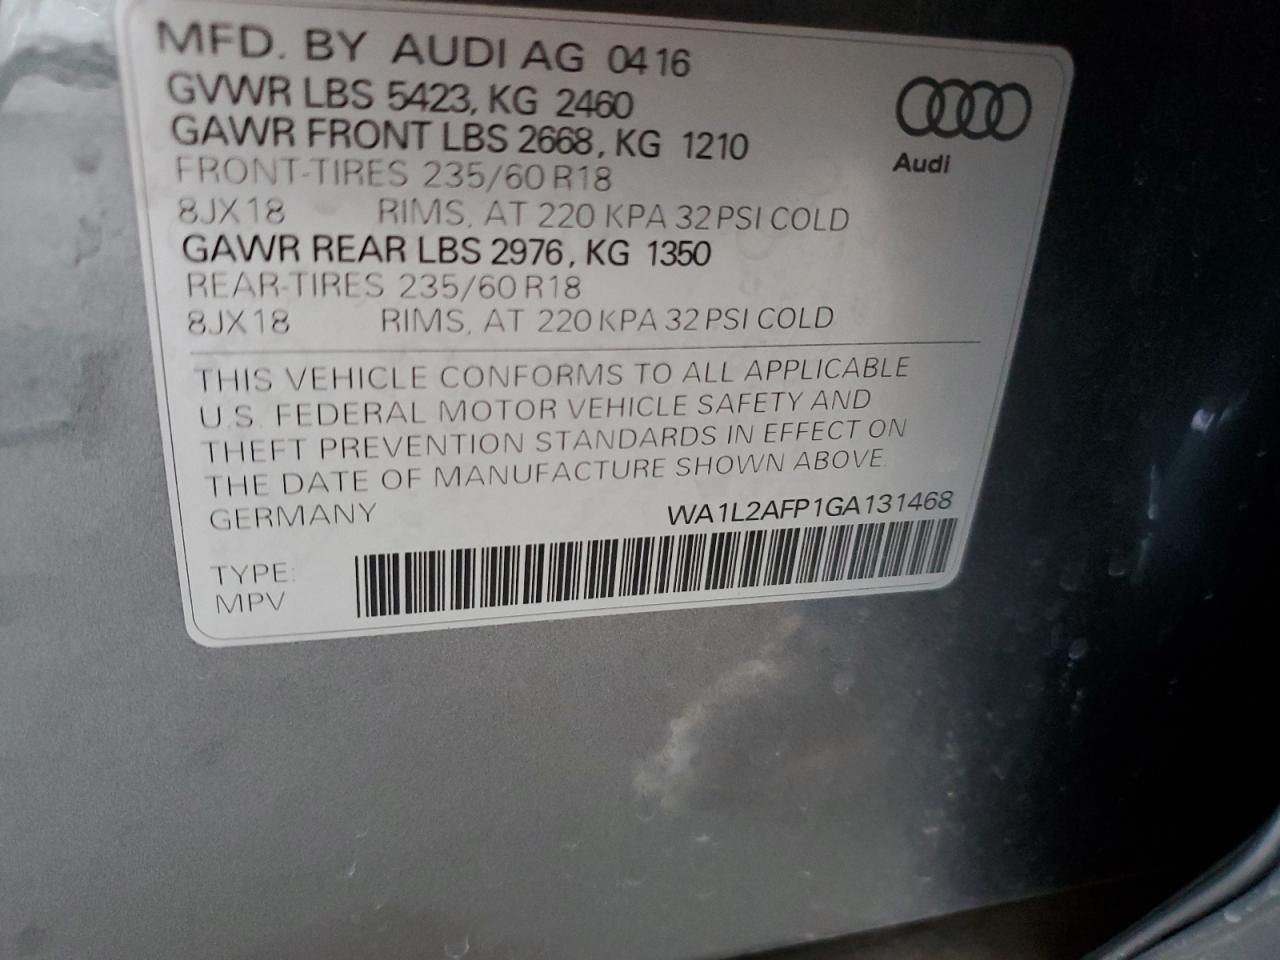 MFD. BY AUDI AG 04 16
GVWR LBS 5423, KG 2460
GAWR FRONT LBS 2668, KG 1210
FRONT-TIRES 235/60 R18
8JX18 RIMS, AT 220 KPA 32 PSI COLD
GAWR REAR LBS 2976, KG 1350
REAR-TIRES 235/60 R18
8JX18 RIMS, AT 220 KPA 32 PSI COLD
Audi
THIS VEHICLE CONFORMS TO ALL APPLICABLE
U.S. FEDERAL MOTOR VEHICLE SAFETY AND
THEFT PREVENTION STANDARDS IN EFFECT ON
THE DATE OF MANUFACTURE SHOWN ABOVE.
GERMANY WA1L2AFP1GA131468
TYPE:
MPV